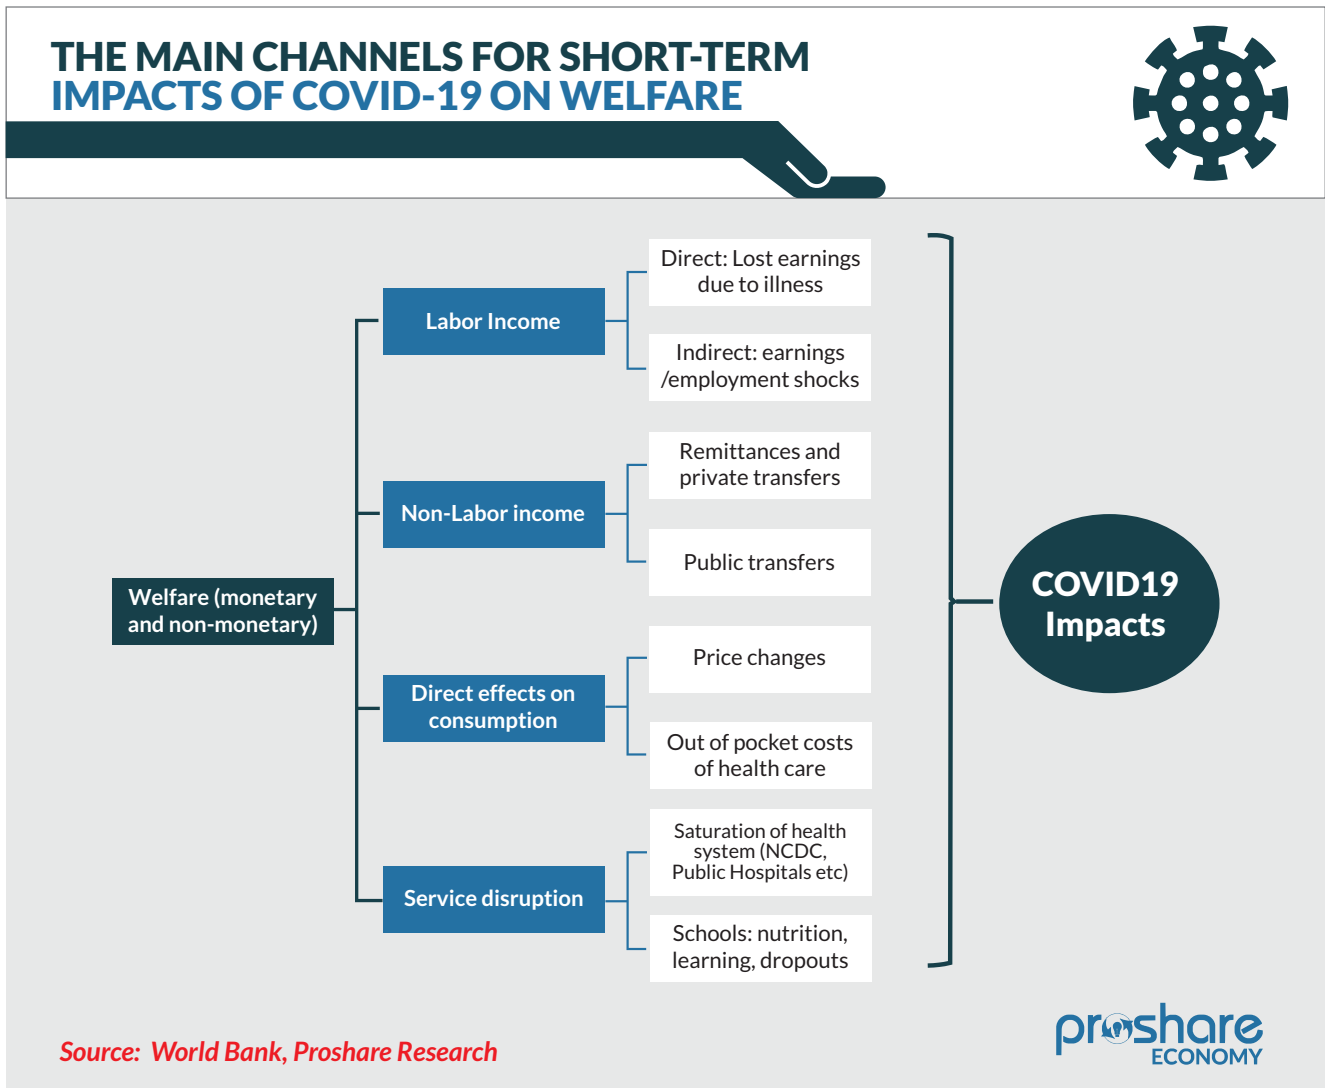 THE MAIN CHANNELS FOR SHORT-TERM
IMPACTS OF COVID-19 ON WELFARE
Welfare (monetary
and non-monetary)
Labor Income
Direct: Lost earnings
due to illness
Indirect: earnings
/employment shocks
Non-Labor income
Remittances and
private transfers
Public transfers
Direct effects on
consumption
Price changes
Out of pocket costs
of health care
Service disruption
Saturation of health
system (NCDC,
Public Hospitals etc)
Schools: nutrition,
learning, dropouts
COVID19
Impacts
Source: World Bank, Proshare Research
proshare
ECONOMY